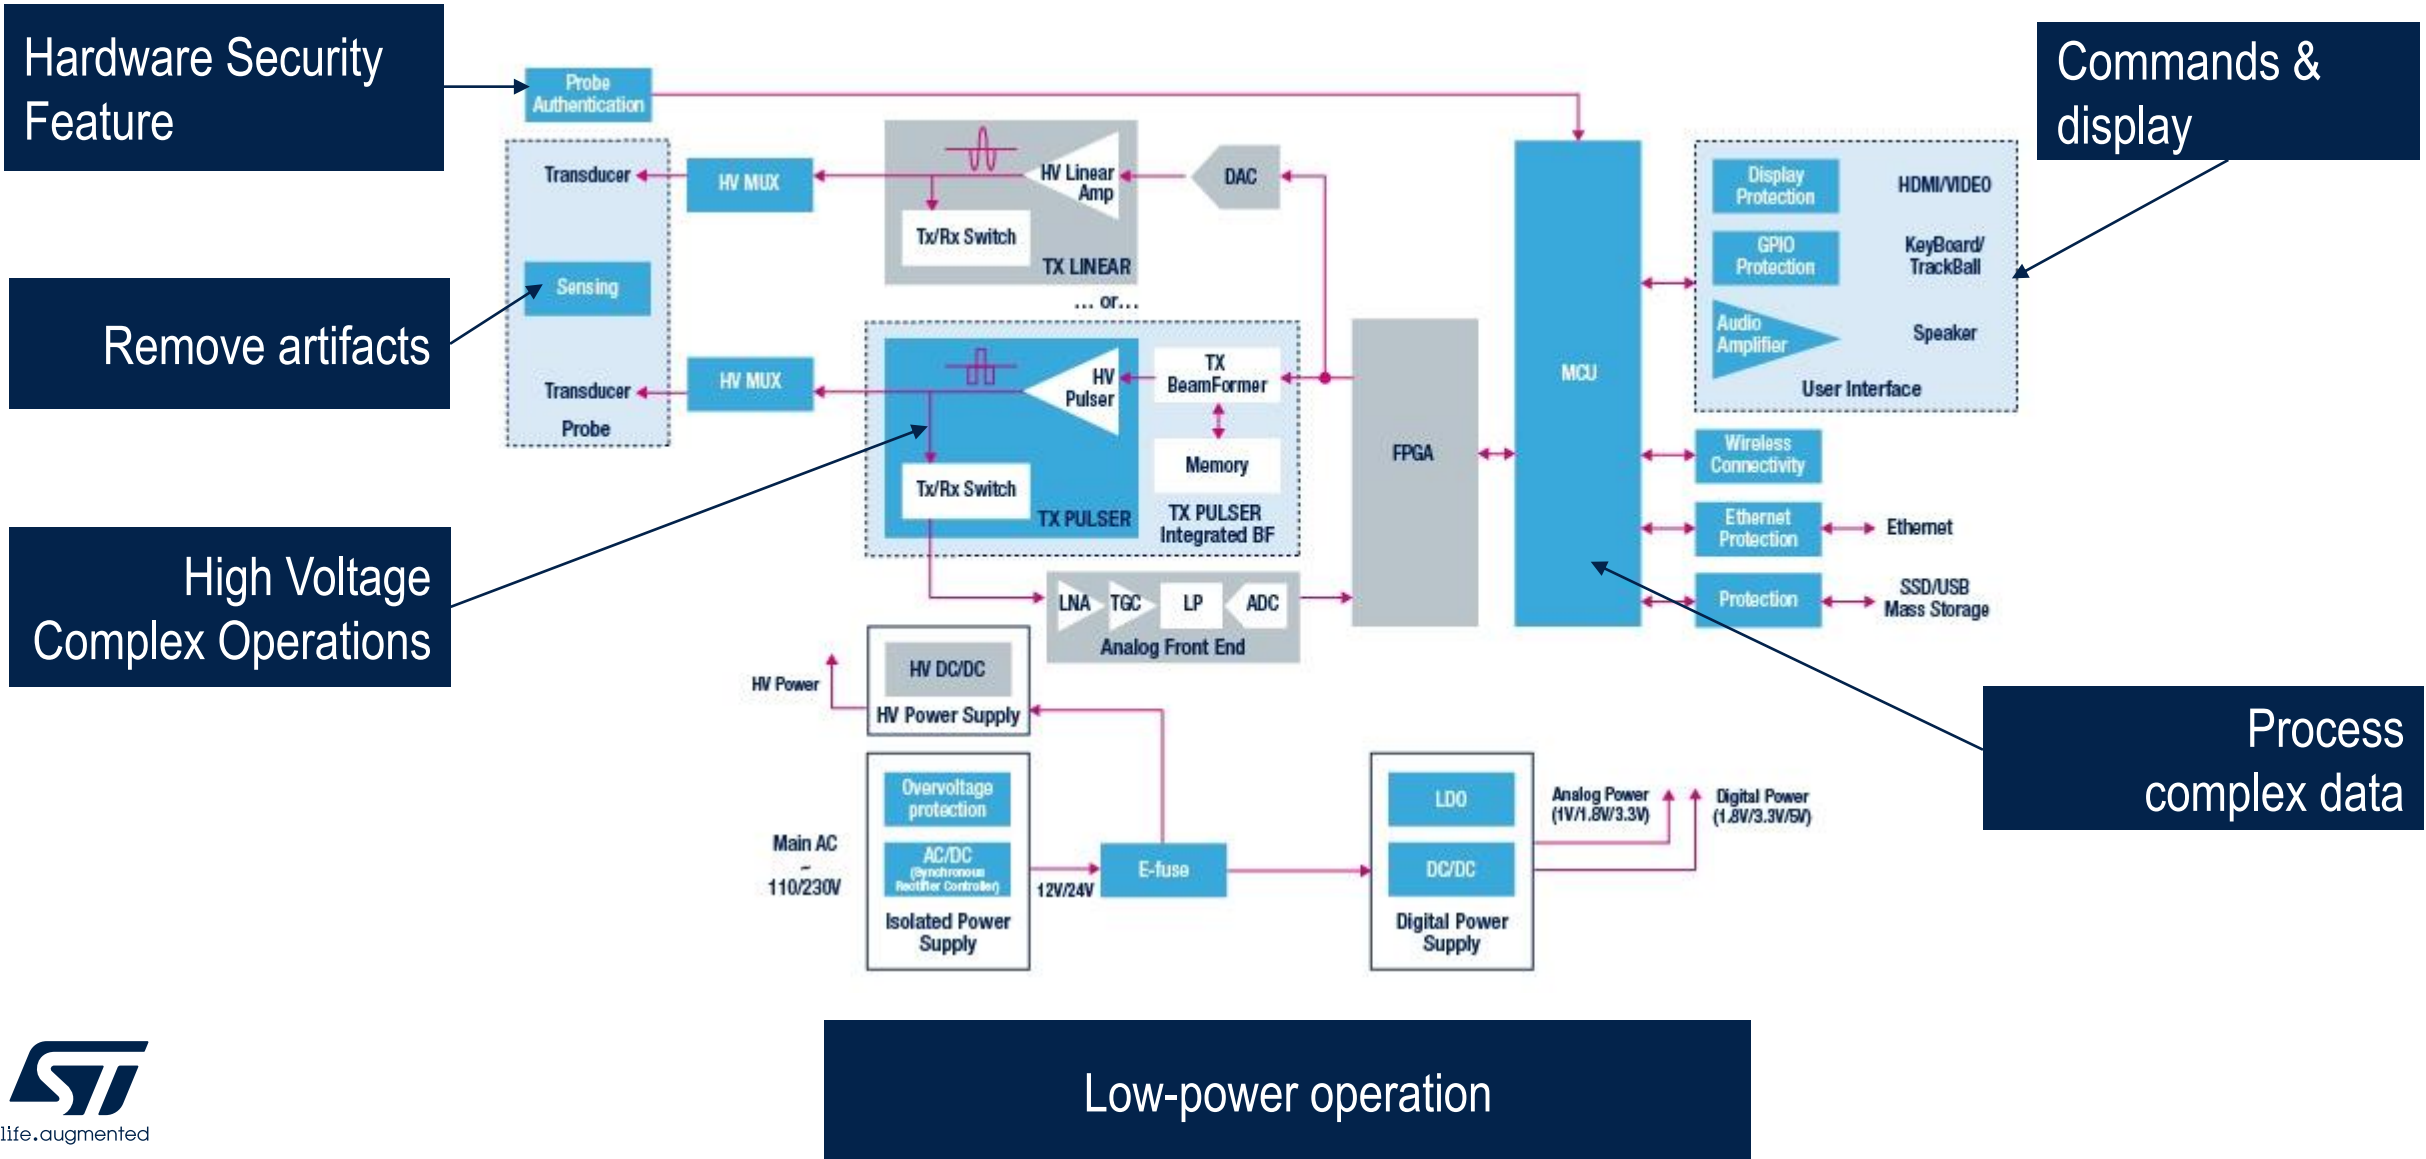 Hardware Security
Feature
Commands &
display
Probe
Authentication
Transducer
HV MUX
HV Linear
Amp
DAC
Tx/Rx Switch
TX LINEAR
... or...
Sensing
Remove artifacts
Transducer
Probe
HV MUX
HV
Pulser
TX
BeamFormer
Memory
Tx/Rx Switch
TX PULSER
TX PULSER
Integrated BF
FPGA
MCU
Display
Protection
HDMI/VIDEO
GPIO
Protection
KeyBoard/
TrackBall
Audio
Amplifier
Speaker
User Interface
Wireless
Connectivity
Ethernet
Protection
Ethernet
Protection
SSD/USB
Mass Storage
High Voltage
Complex Operations
LNA TGC LP ADC
Analog Front End
HV Power
HV DC/DC
HV Power Supply
Process
complex data
Main AC
~
110/230V
Overvoltage
protection
AC/DC
(Synchronous
Rectifier Controller)
Isolated Power
Supply
12V/24V
E-fuse
LDO
DC/DC
Digital Power
Supply
Analog Power
(1V/1.8V/3.3V)
Digital Power
(1.8V/3.3V/5V)
Low-power operation
ST
life.augmented